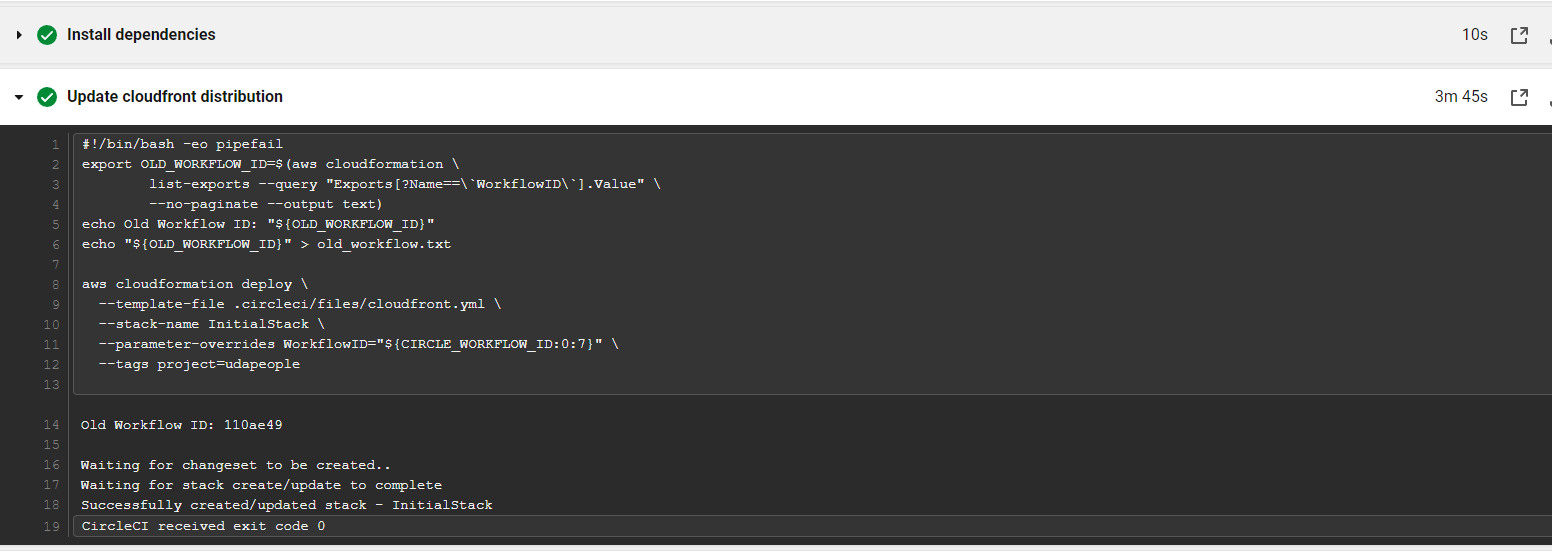 Install dependencies 10s
Update cloudfront distribution 3m 45s
1 #!/bin/bash -eo pipefail
2 export OLD_WORKFLOW_ID=$(aws cloudformation \
3         list-exports --query "Exports[?Name==\`WorkflowID\`].Value" \
4         --no-paginate --output text)
5 echo Old Workflow ID: "${OLD_WORKFLOW_ID}"
6 echo "${OLD_WORKFLOW_ID}" > old_workflow.txt
7
8 aws cloudformation deploy \
9   --template-file .circleci/files/cloudfront.yml \
10   --stack-name InitialStack \
11   --parameter-overrides WorkflowID="${CIRCLE_WORKFLOW_ID:0:7}" \
12   --tags project=udapeople
13
14 Old Workflow ID: 110ae49
15
16 Waiting for changeset to be created..
17 Waiting for stack create/update to complete
18 Successfully created/updated stack - InitialStack
19 CircleCI received exit code 0